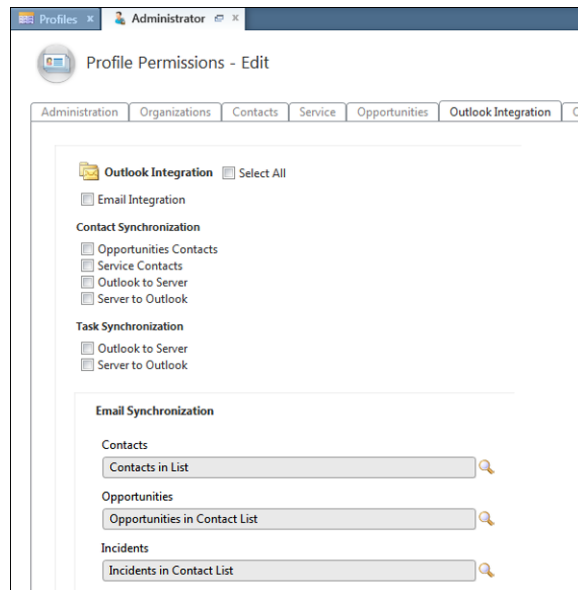 Profiles × Administrator ×
Profile Permissions - Edit
Administration Organizations Contacts Service Opportunities Outlook Integration
Outlook Integration Select All
Email Integration
Contact Synchronization
Opportunities Contacts
Service Contacts
Outlook to Server
Server to Outlook
Task Synchronization
Outlook to Server
Server to Outlook
Email Synchronization
Contacts
Contacts in List
Opportunities
Opportunities in Contact List
Incidents
Incidents in Contact List